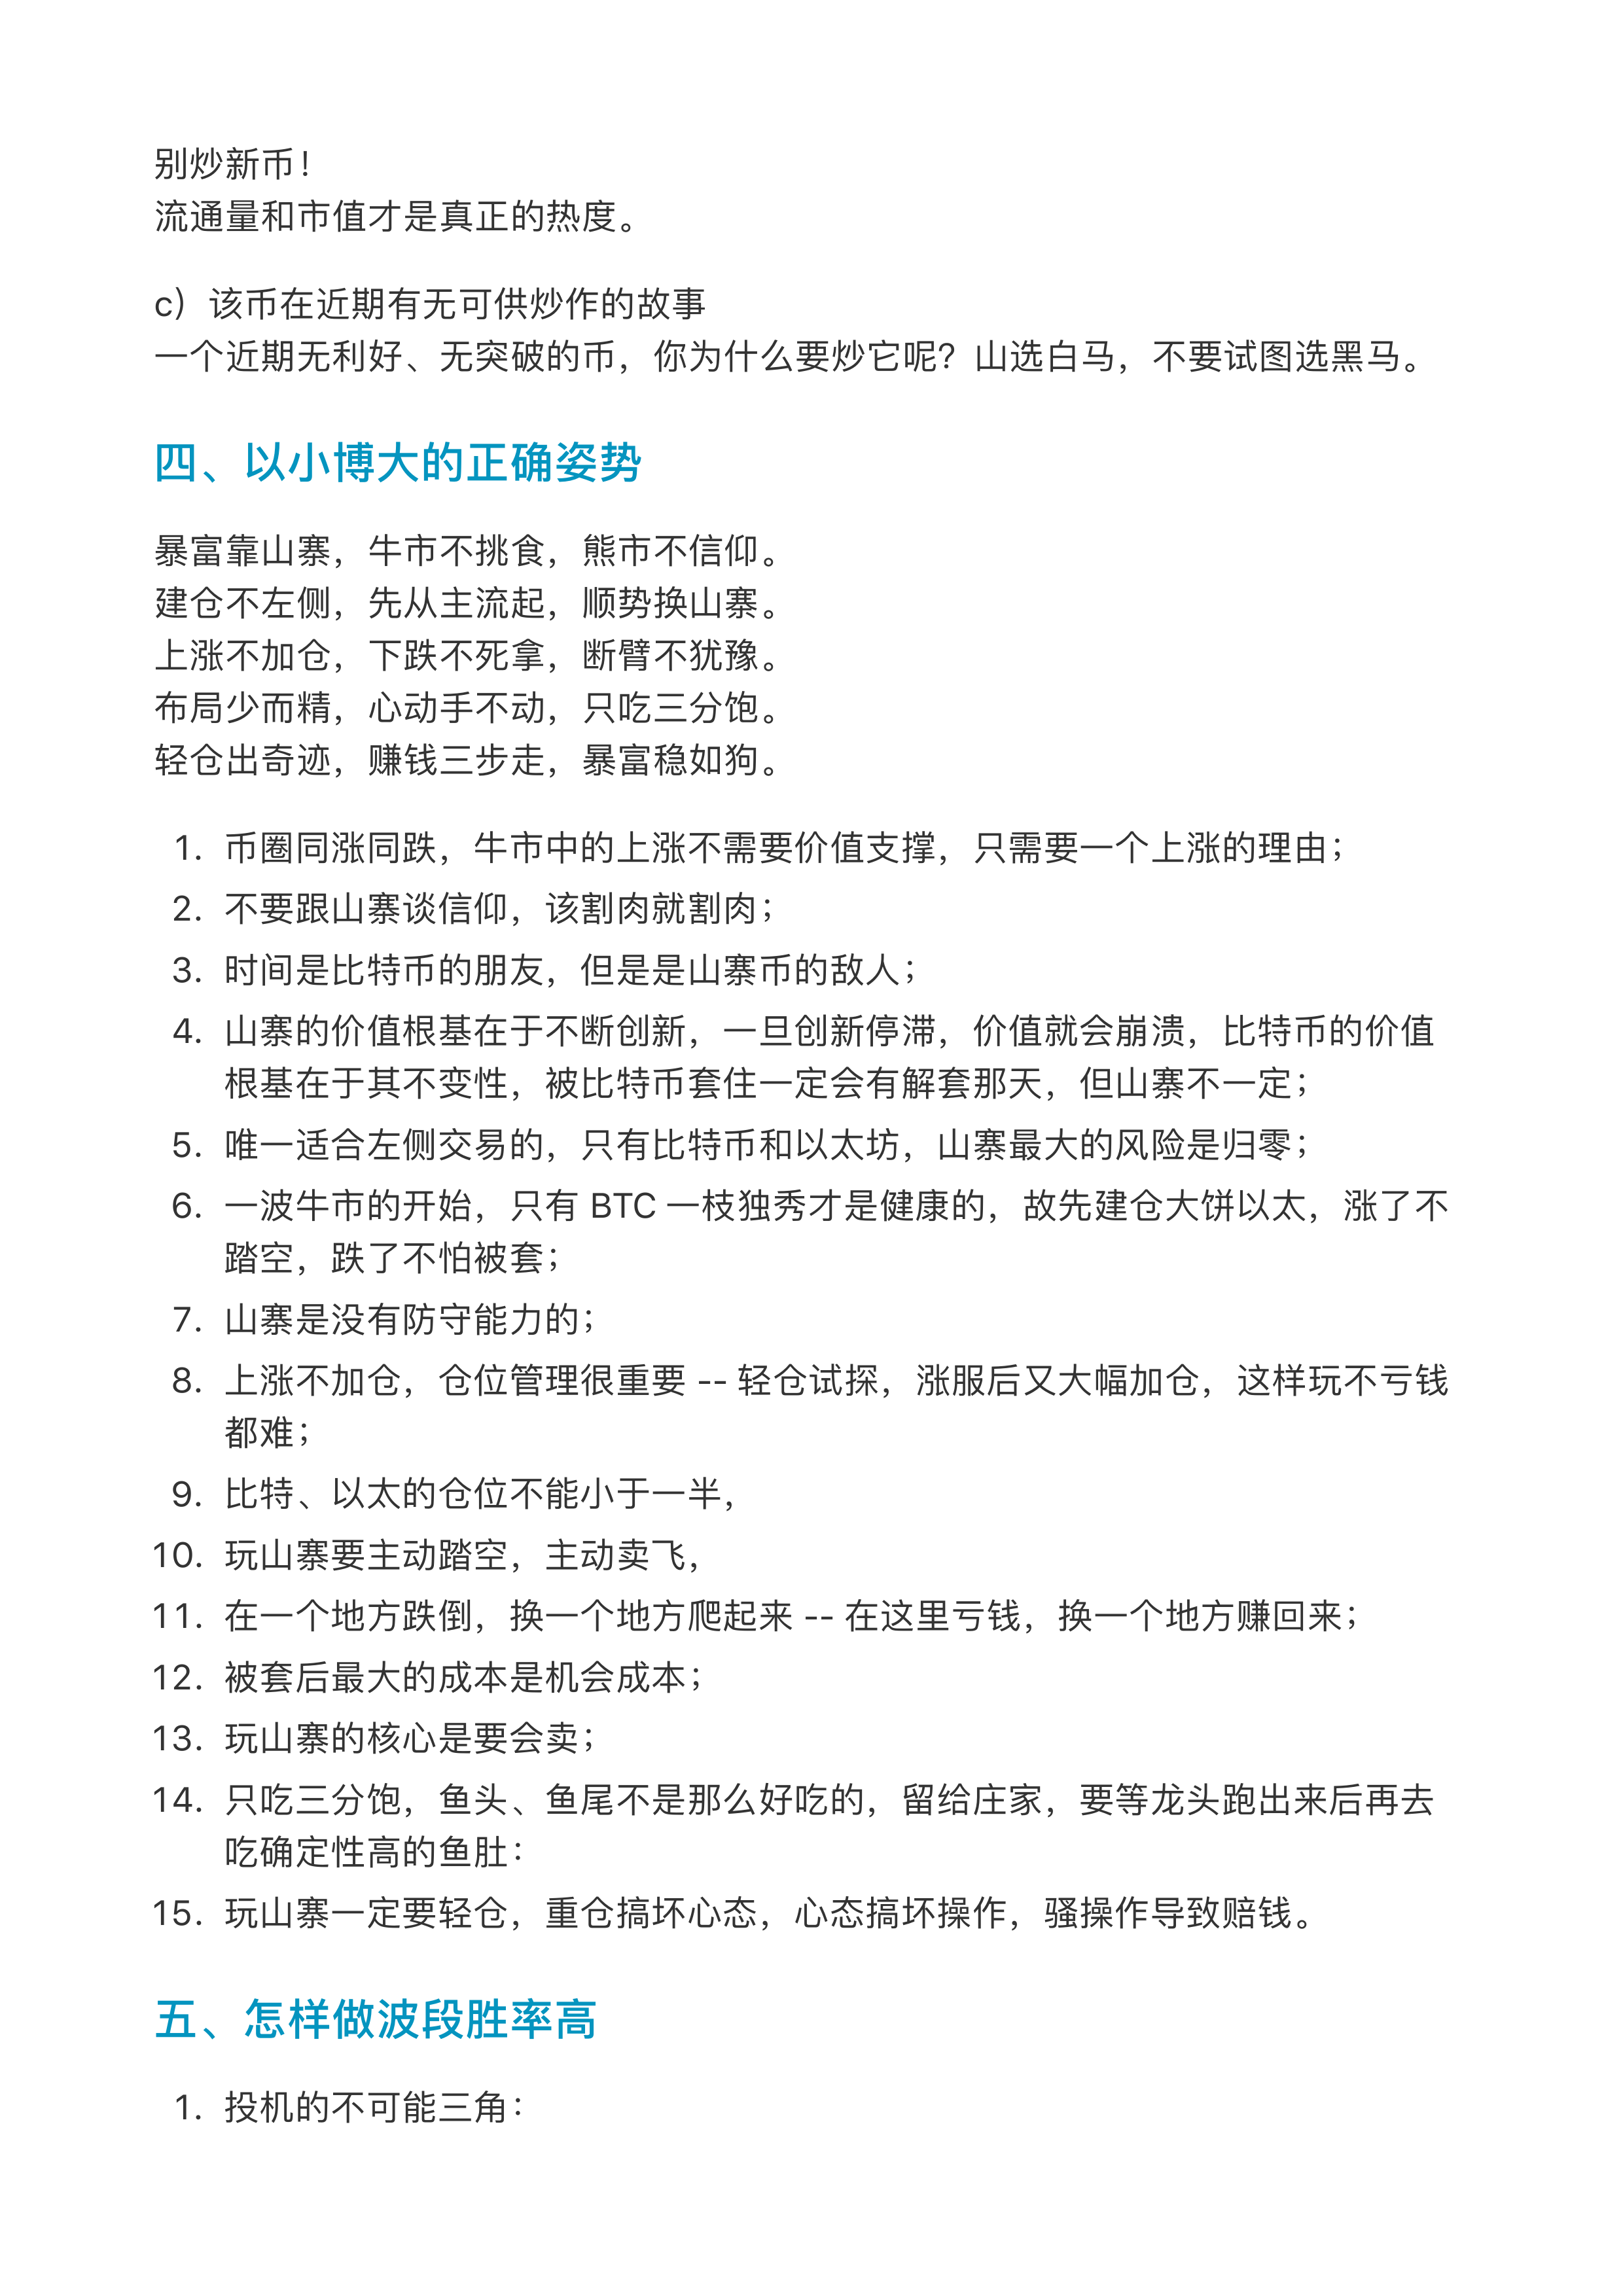 别炒新币！
流通量和市值才是真正的热度。
c）该币在近期有无可供炒作的故事
一个近期无利好、无突破的币，你为什么要炒它呢？山选白马，不要试图选黑马。
四、以小博大的正确姿势
暴富靠山寨，牛市不挑食，熊市不信仰。
建仓不左侧，先从主流起，顺势换山寨。
上涨不加仓，下跌不死拿，断臂不犹豫。
布局少而精，心动手不动，只吃三分饱。
轻仓出奇迹，赚钱三步走，暴富稳如狗。
1. 币圈同涨同跌，牛市中的上涨不需要价值支撑，只需要一个上涨的理由；
2. 不要跟山寨谈信仰，该割肉就割肉；
3. 时间是比特币的朋友，但是是山寨币的敌人；
4. 山寨的价值根基在于不断创新，一旦创新停滞，价值就会崩溃，比特币的价值
根基在于其不变性，被比特币套住一定会有解套那天，但山寨不一定；
5. 唯一适合左侧交易的，只有比特币和以太坊，山寨最大的风险是归零；
6. 一波牛市的开始，只有 BTC 一枝独秀才是健康的，故先建仓大饼以太，涨了不
踏空，跌了不怕被套；
7. 山寨是没有防守能力的；
8. 上涨不加仓，仓位管理很重要 -- 轻仓试探，涨服后又大幅加仓，这样玩不亏钱
都难；
9. 比特、以太的仓位不能小于一半，
10. 玩山寨要主动踏空，主动卖飞，
11. 在一个地方跌倒，换一个地方爬起来 -- 在这里亏钱，换一个地方赚回来；
12. 被套后最大的成本是机会成本；
13. 玩山寨的核心是要会卖；
14. 只吃三分饱，鱼头、鱼尾不是那么好吃的，留给庄家，要等龙头跑出来后再去
吃确定性高的鱼肚：
15. 玩山寨一定要轻仓，重仓搞坏心态，心态搞坏操作，骚操作导致赔钱。
五、怎样做波段胜率高
1. 投机的不可能三角：